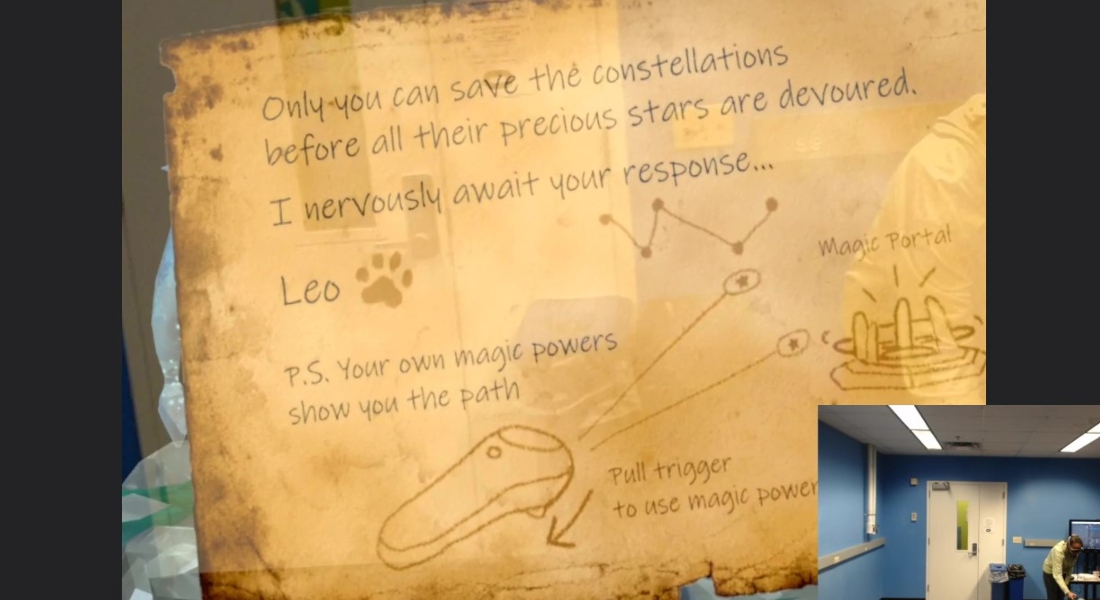 Only you can save the constellations
before all their precious stars are devoured.
I nervously await your response...
Leo
Magic Portal
P.S. Your own magic powers
show you the path
Pull trigger
to use magic power